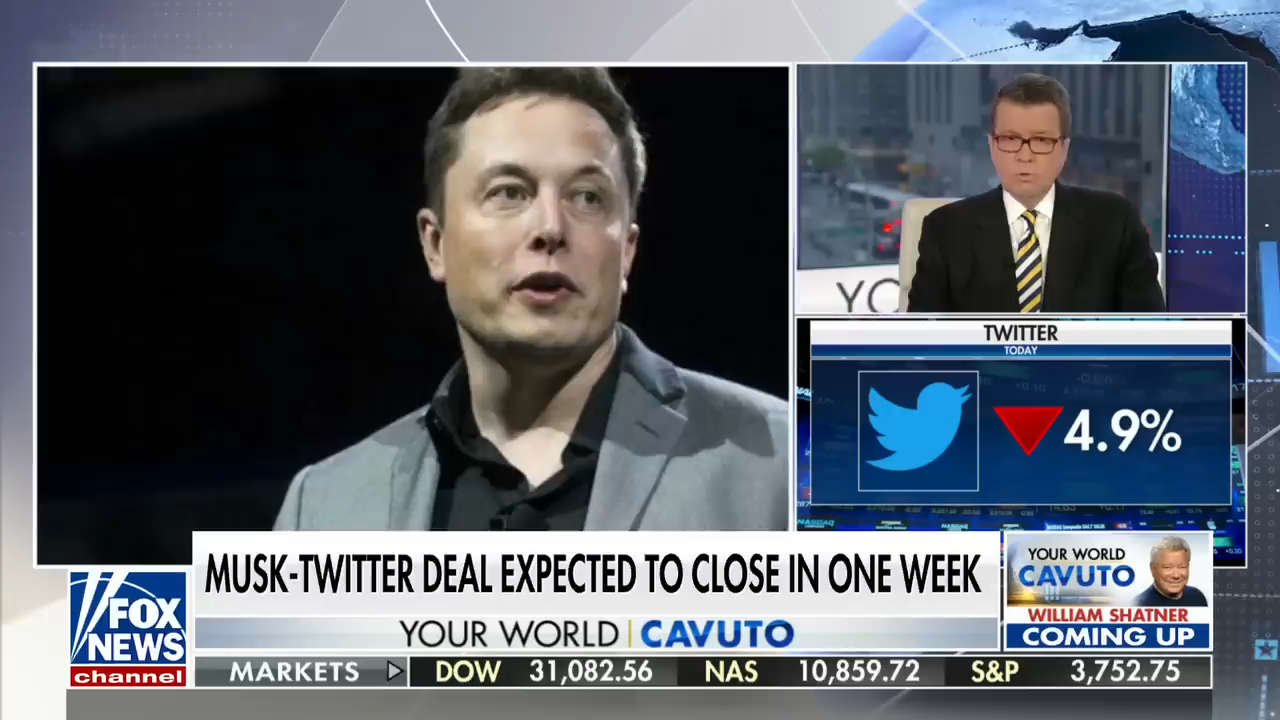 YO
TWITTER
TODAY
4.9%
MUSK-TWITTER DEAL EXPECTED TO CLOSE IN ONE WEEK
YOUR WORLD CAVUTO
YOUR WORLD
CAVUTO
WILLIAM SHATNER
COMING UP
FOX
NEWS
channel
MARKETS DOW 31,082.56 NAS 10,859.72 S&P 3,752.75